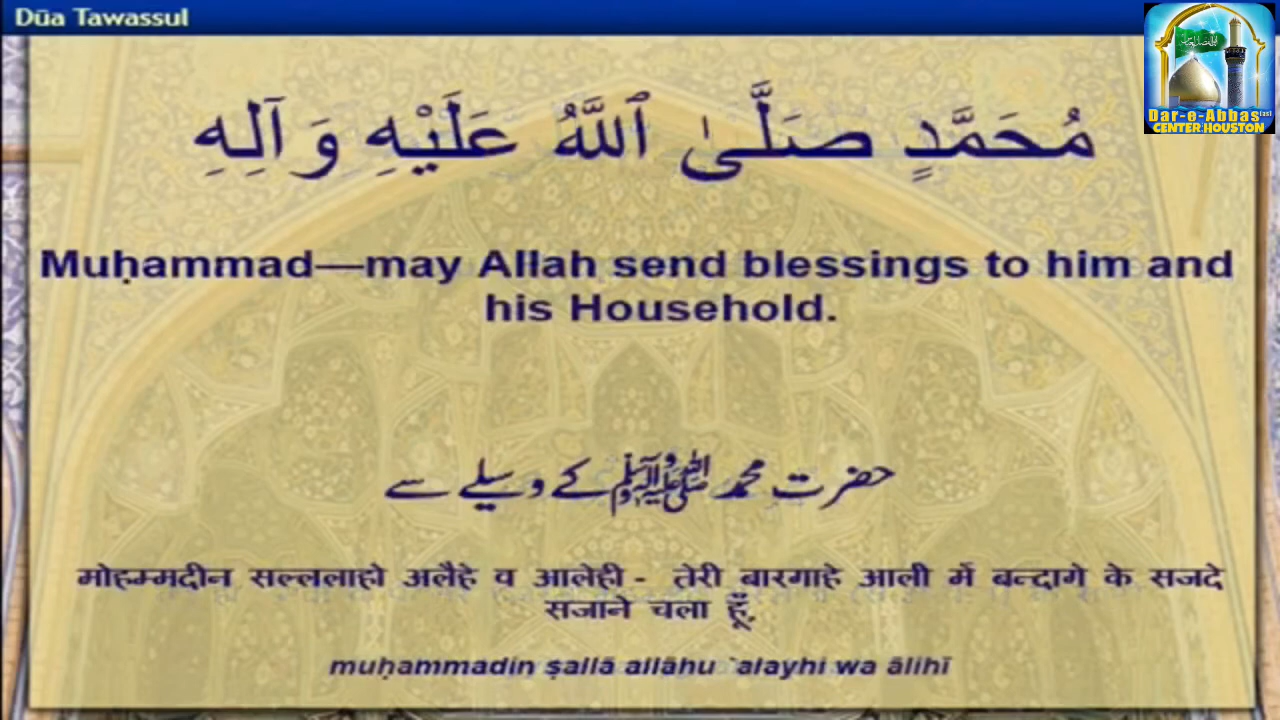 Dūa Tawassul
Dar-e-Abbas(as)
CENTER HOUSTON
مُحَمَّدٍ صَلَّىٰ ٱللَّهُ عَلَيْهِ وَآلِهِ
Muḥammad—may Allah send blessings to him and
his Household.
حضرت محمد ﷺ کے وسیلے سے
मोहम्मदीन सल्ललाहो अलैहे व आलेही - तेरी बारगाहे आली में बन्दागे के सजदे
सजाने चला हूँ.
muḥammadin ṣallā allāhu `alayhi wa ālihī